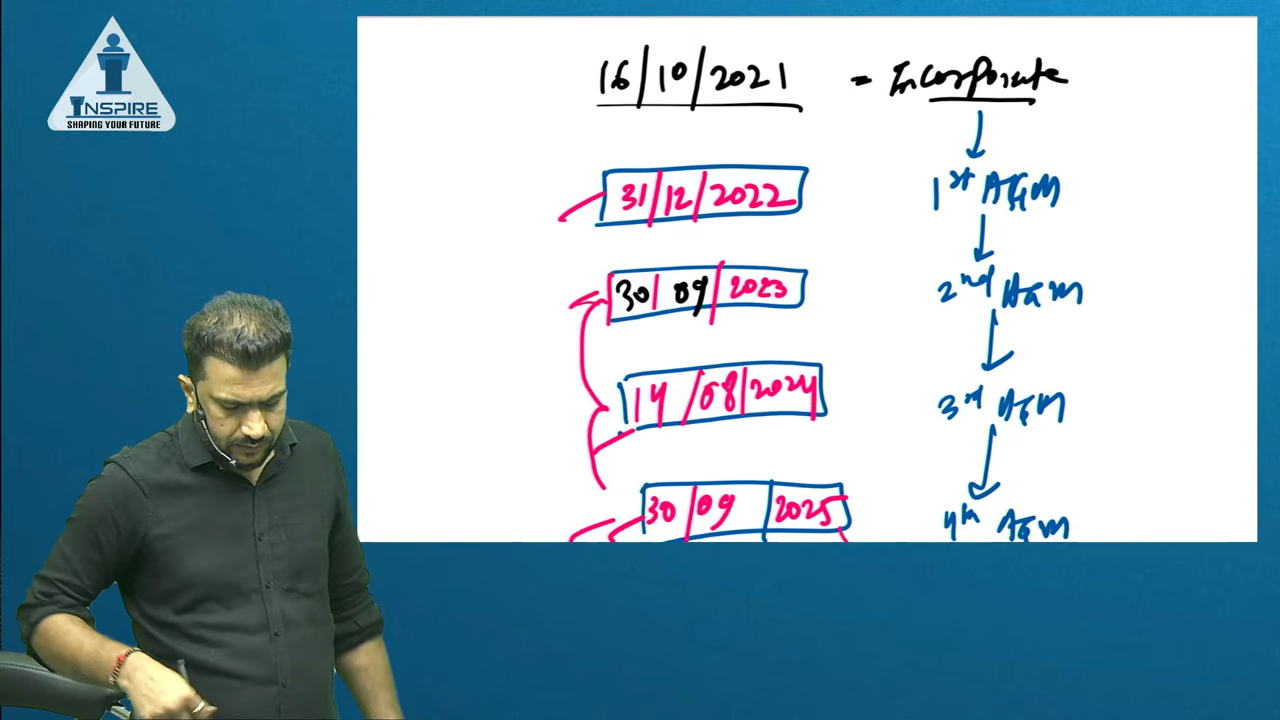 INSPIRE
SHAPING YOUR FUTURE
16/10/2021 = Incorporate
31/12/2022 1st AGM
30/09/2023 2nd AGM
14/08/2024 3rd AGM
30/09 2025 4th AGM